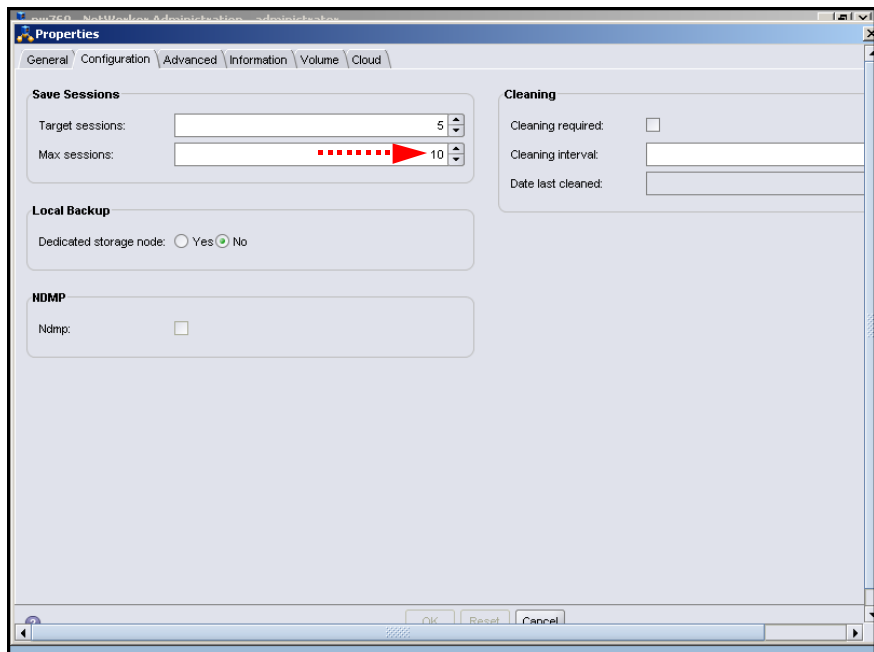 Properties
General Configuration Advanced Information Volume Cloud
Save Sessions
Target sessions: 5
Max sessions: 10
Local Backup
Dedicated storage node: Yes No
NDMP
Ndmp:
Cleaning
Cleaning required:
Cleaning interval:
Date last cleaned:
OK Reset Cancel